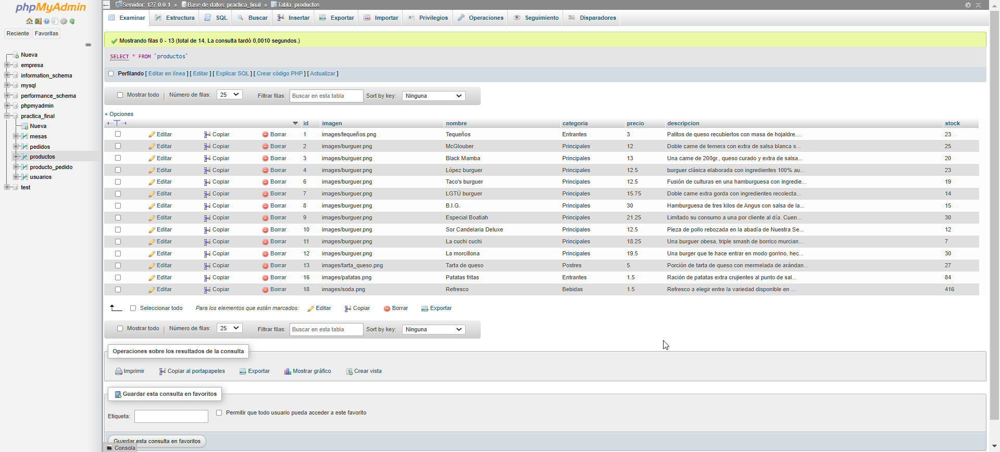 phpMyAdmin
Reciente Favoritas
Nueva
empresa
information_schema
mysql
performance_schema
phpmyadmin
practica_final
Nueva
mesas
pedidos
productos
producto_pedido
usuarios
test
Servidor: 127.0.0.1 » Base de datos: practica_final » Tabla: productos
Examinar Estructura SQL Buscar Insertar Exportar Importar Privilegios Operaciones Seguimiento Disparadores
Mostrando filas 0 - 13 (total de 14, La consulta tardó 0,0010 segundos.)
SELECT * FROM `productos`
Perfilando [ Editar en línea ] [ Editar ] [ Explicar SQL ] [ Crear código PHP ] [ Actualizar ]
Mostrar todo | Número de filas: 25 Filtrar filas: Buscar en esta tabla Sort by key: Ninguna
+ Opciones
←T→ id imagen nombre categoria precio descripcion stock
Editar Copiar Borrar 1 images/tequeños.png Tequeños Entrantes 3 Palitos de queso recubiertos con masa de hojaldre.... 23
Editar Copiar Borrar 2 images/burguer.png McGlouber Principales 12 Doble carne de ternera con extra de salsa blanca s... 25
Editar Copiar Borrar 3 images/burguer.png Black Mamba Principales 13 Una carne de 200gr., queso curado y extra de salsa... 20
Editar Copiar Borrar 4 images/burguer.png López burguer Principales 12.5 burguer clásica elaborada con ingredientes 100% au... 23
Editar Copiar Borrar 6 images/burguer.png Taco's burguer Principales 12.5 Fusión de culturas en una hamburguesa con ingredie... 19
Editar Copiar Borrar 7 images/burguer.png LGTÜ burguer Principales 15.75 Doble carne extra gorda con ingredientes recolecta... 14
Editar Copiar Borrar 8 images/burguer.png B.I.G. Principales 30 Hamburguesa de tres kilos de Angus con salsa de la... 15
Editar Copiar Borrar 9 images/burguer.png Especial Boatiah Principales 21.25 Limitado su consumo a una por cliente al día. Cuen... 30
Editar Copiar Borrar 10 images/burguer.png Sor Candelaria Deluxe Principales 12.5 Pieza de pollo rebozada en la abadía de Nuestra Se... 12
Editar Copiar Borrar 11 images/burguer.png La cuchi cuchi Principales 18.25 Una burguer obesa, triple smash de borrico murcian... 7
Editar Copiar Borrar 12 images/burguer.png La morcillona Principales 19.5 Una burger que te hace entrar en modo gorrino, hec... 30
Editar Copiar Borrar 13 images/tarta_queso.png Tarta de queso Postres 5 Porción de tarta de queso con mermelada de arándan... 27
Editar Copiar Borrar 16 images/patatas.png Patatas fritas Entrantes 1.5 Ración de patatas extra crujientes al punto de sal... 84
Editar Copiar Borrar 18 images/soda.png Refresco Bebidas 1.5 Refresco a elegir entre la variedad disponible en ... 416
Seleccionar todo Para los elementos que están marcados: Editar Copiar Borrar Exportar
Mostrar todo | Número de filas: 25 Filtrar filas: Buscar en esta tabla Sort by key: Ninguna
Operaciones sobre los resultados de la consulta
Imprimir Copiar al portapapeles Exportar Mostrar gráfico Crear vista
Guardar esta consulta en favoritos
Etiqueta: Permitir que todo usuario pueda acceder a este favorito
Guardar esta consulta en favoritos
Consola